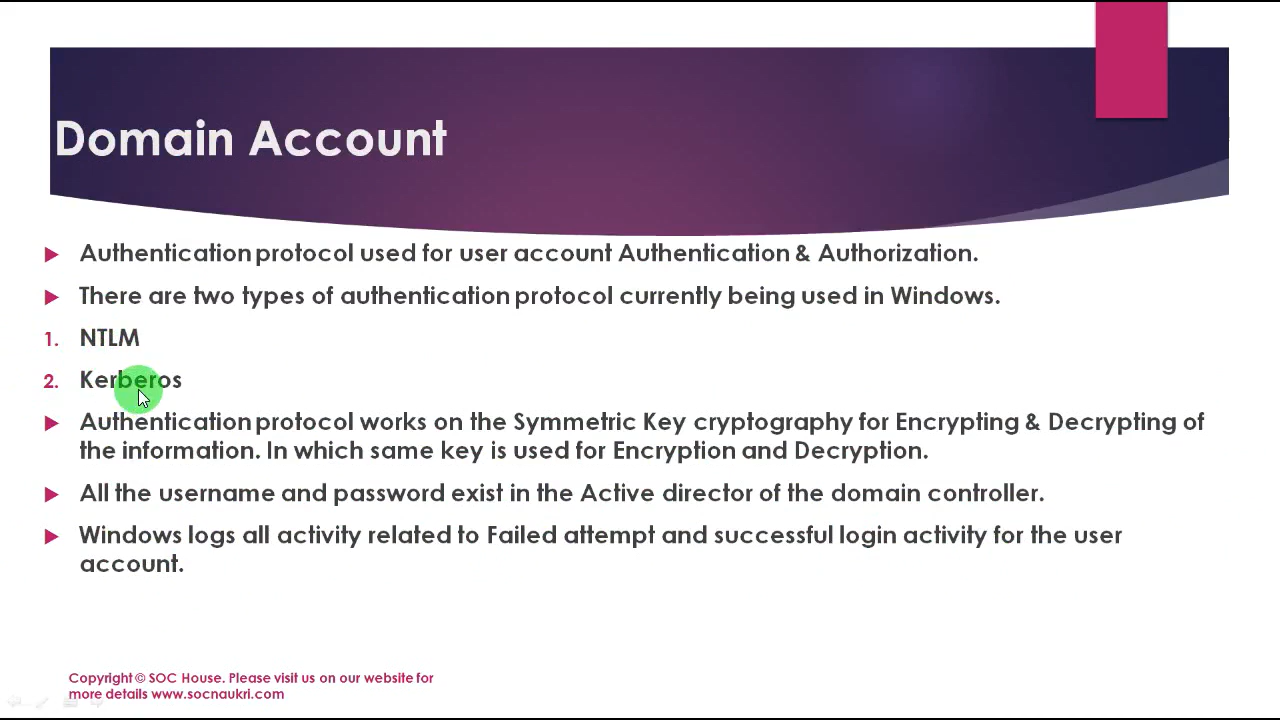 Domain Account
Authentication protocol used for user account Authentication & Authorization.
There are two types of authentication protocol currently being used in Windows.
1. NTLM
2. Kerberos
Authentication protocol works on the Symmetric Key cryptography for Encrypting & Decrypting of
the information. In which same key is used for Encryption and Decryption.
All the username and password exist in the Active director of the domain controller.
Windows logs all activity related to Failed attempt and successful login activity for the user
account.
Copyright © SOC House. Please visit us on our website for
more details www.socnaukri.com